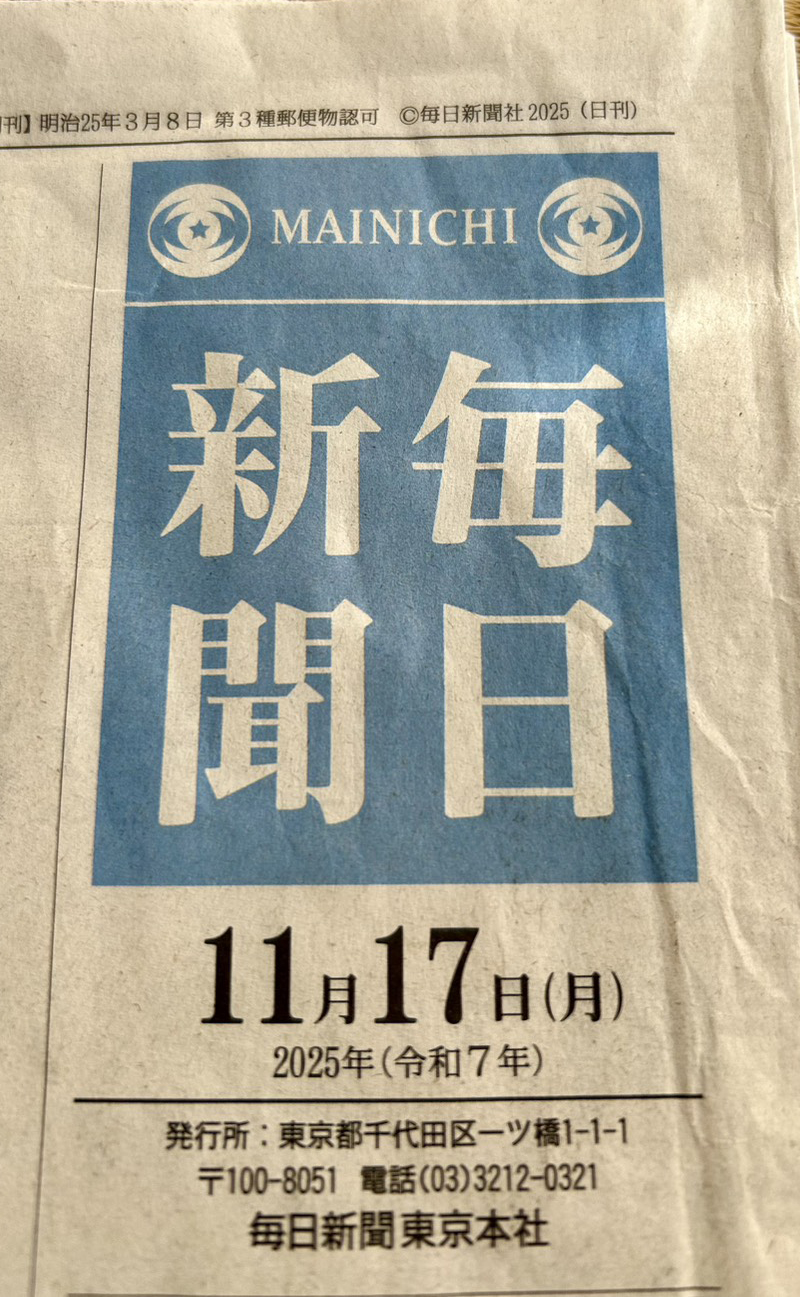 刊】明治25年3月8日 第3種郵便物認可 ©毎日新聞社2025（日刊）
MAINICHI
毎日
新聞
11月17日(月)
2025年(令和7年)
発行所：東京都千代田区一ツ橋1-1-1
〒100-8051 電話(03)3212-0321
毎日新聞東京本社